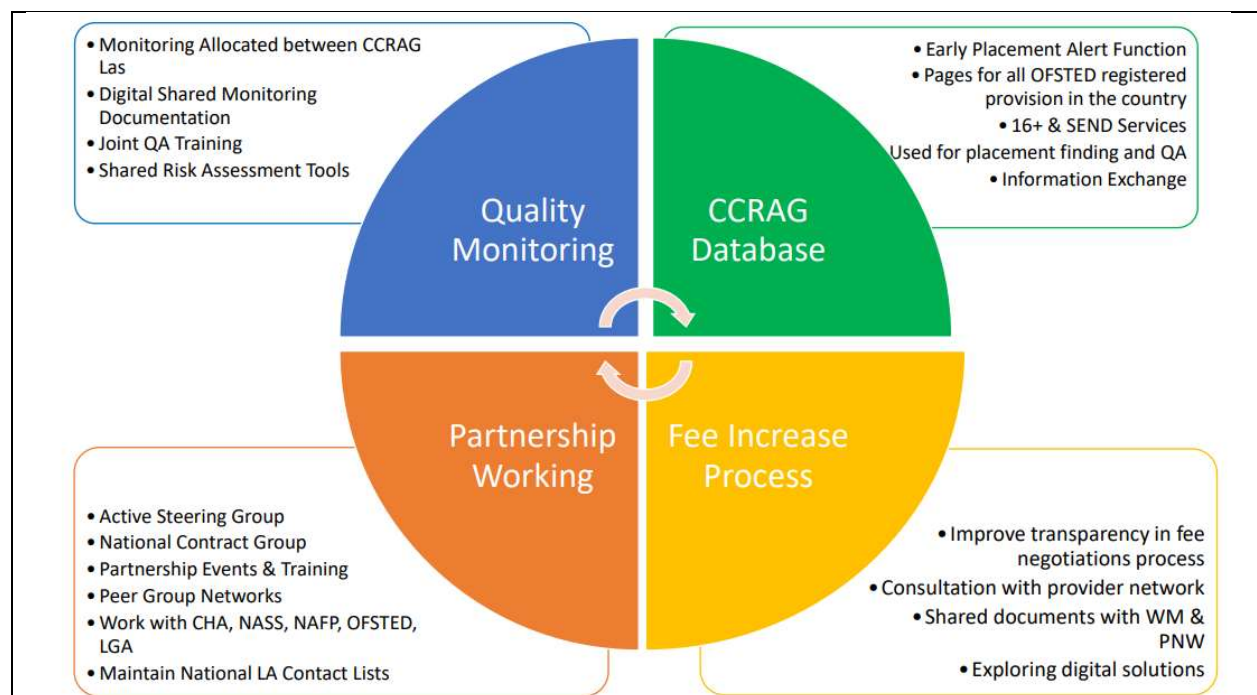 • Monitoring Allocated between CCRAG
Las
• Digital Shared Monitoring
Documentation
• Joint QA Training
• Shared Risk Assessment Tools
• Early Placement Alert Function
• Pages for all OFSTED registered
provision in the country
• 16+ & SEND Services
Used for placement finding and QA
• Information Exchange
Quality
Monitoring
CCRAG
Database
Partnership
Working
Fee Increase
Process
• Active Steering Group
• National Contract Group
• Partnership Events & Training
• Peer Group Networks
• Work with CHA, NASS, NAFP, OFSTED,
LGA
• Maintain National LA Contact Lists
• Improve transparency in fee
negotiations process
• Consultation with provider network
• Shared documents with WM &
PNW
• Exploring digital solutions